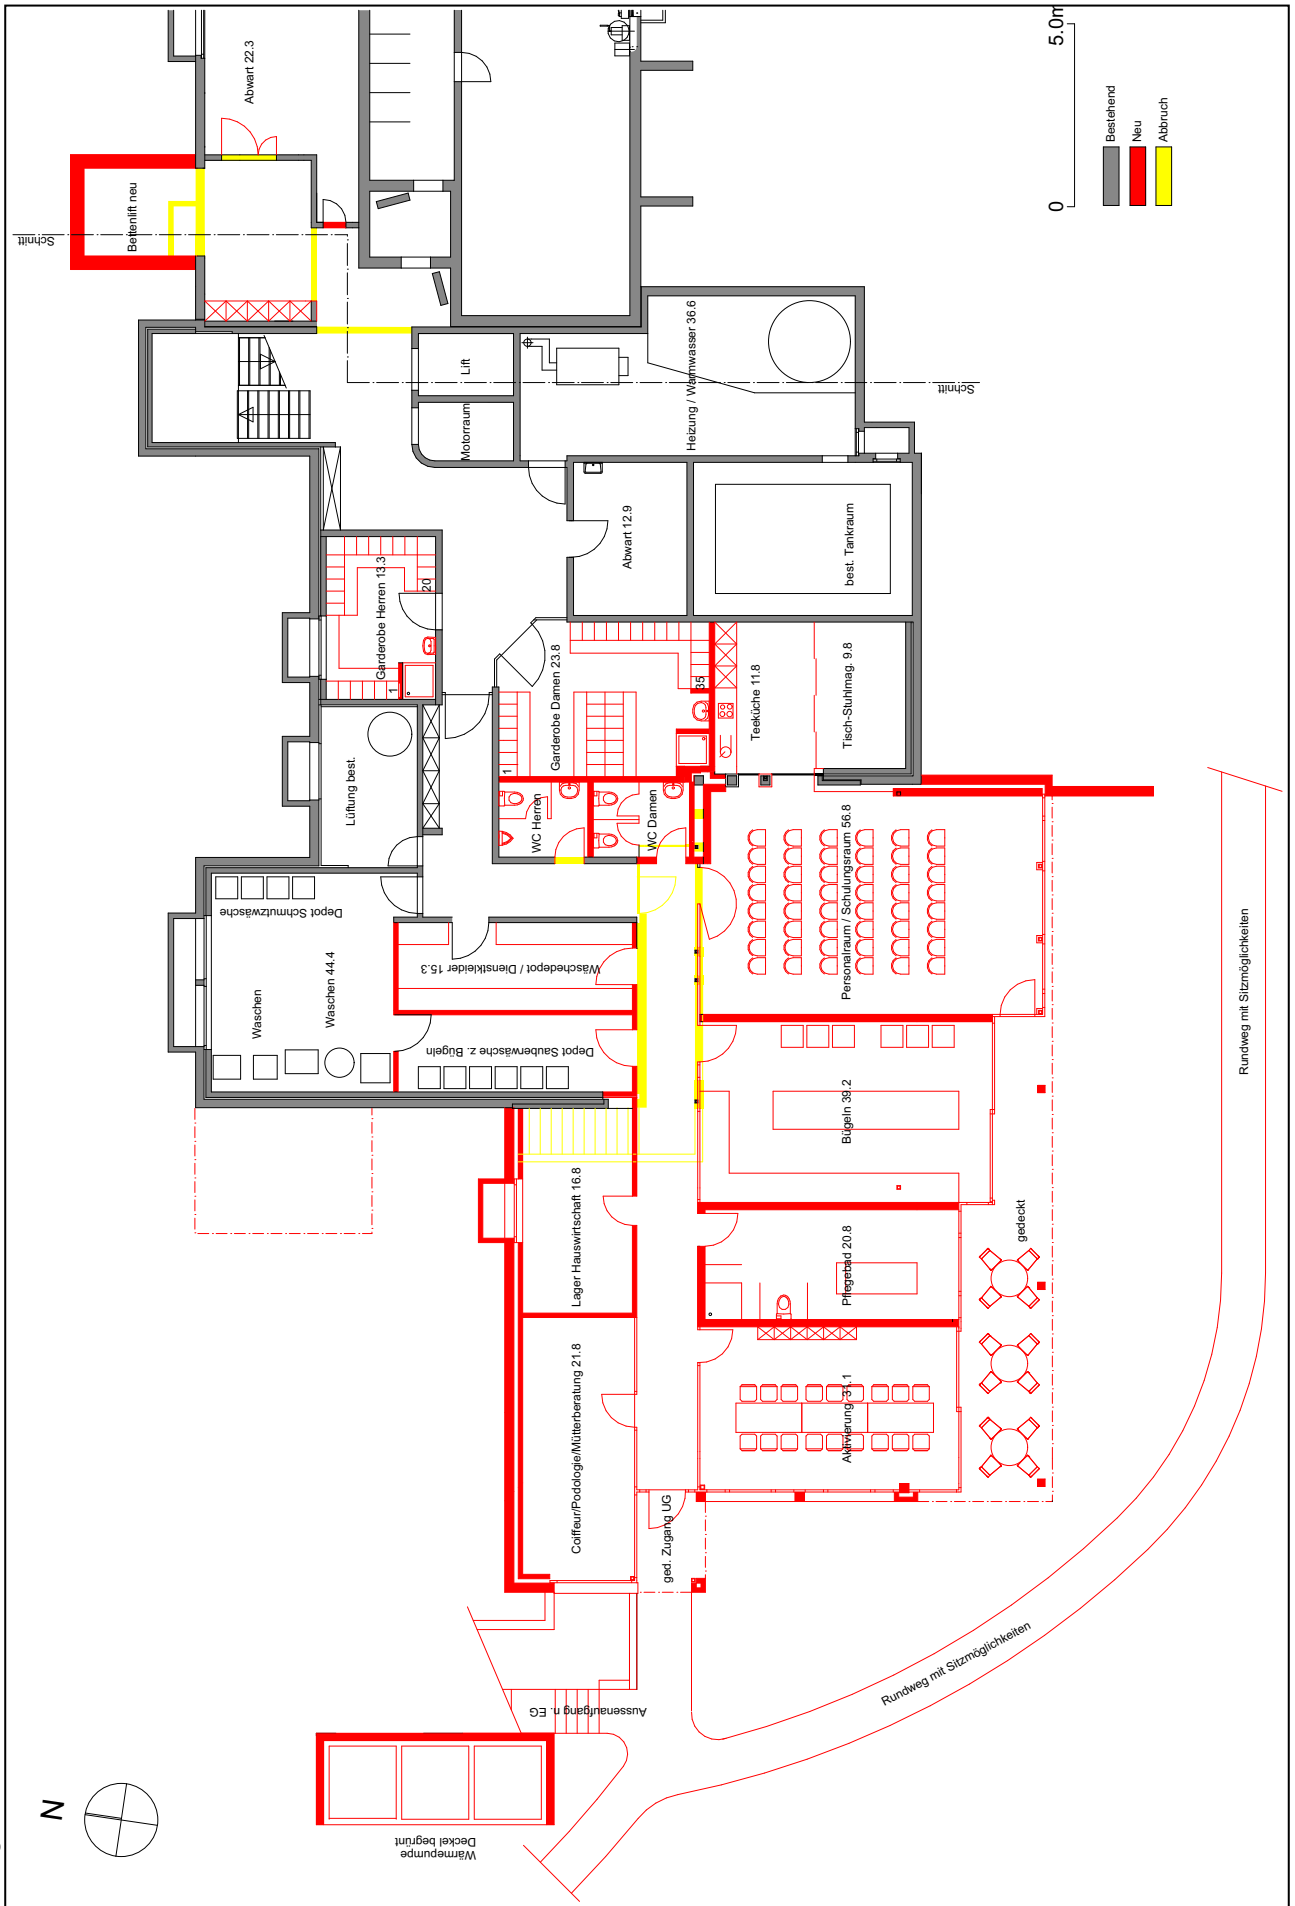 Abwart 22.3
5.0m
0
Bestehend
Neu
Abbruch
Bettenlift neu
Schnitt
Lift
Motorraum
Heizung / Warmwasser 36.6
Schnitt
Abwart 12.9
best. Tankraum
Garderobe Herren 13.3
20
1
Garderobe Damen 23.8
35
1
Teeküche 11.8
Tisch-Stuhlmag. 9.8
Lüftung best.
WC Herren
WC Damen
Personalraum / Schulungsraum 56.8
Depot Schmutzwäsche
Waschen
Waschen 44.4
Wäschedepot / Dienstkleider 15.3
Depot Sauberwäsche z. Bügeln
Bügeln 39.2
Lager Hauswirtschaft 16.8
Pflegebad 20.8
gedeckt
Coiffeur/Podologie/Mütterberatung 21.8
Aktivierung 31.1
ged. Zugang UG
Rundweg mit Sitzmöglichkeiten
Rundweg mit Sitzmöglichkeiten
Aussenaufgang n. EG
N
Wärmepumpe
Deckel begrünt